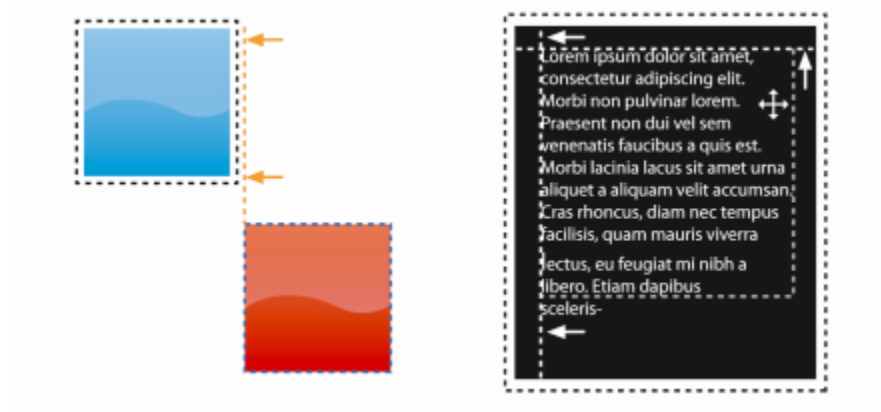 Lorem ipsum dolor sit amet,
consectetur adipiscing elit.
Morbi non pulvinar lorem.
Praesent non dui vel sem
venenatis faucibus a quis est.
Morbi lacinia lacus sit amet urna
aliquet a aliquam velit accumsan.
Cras rhoncus, diam nec tempus
facilisis, quam mauris viverra
lectus, eu feugiat mi nibh a
libero. Etiam dapibus
sceleris-